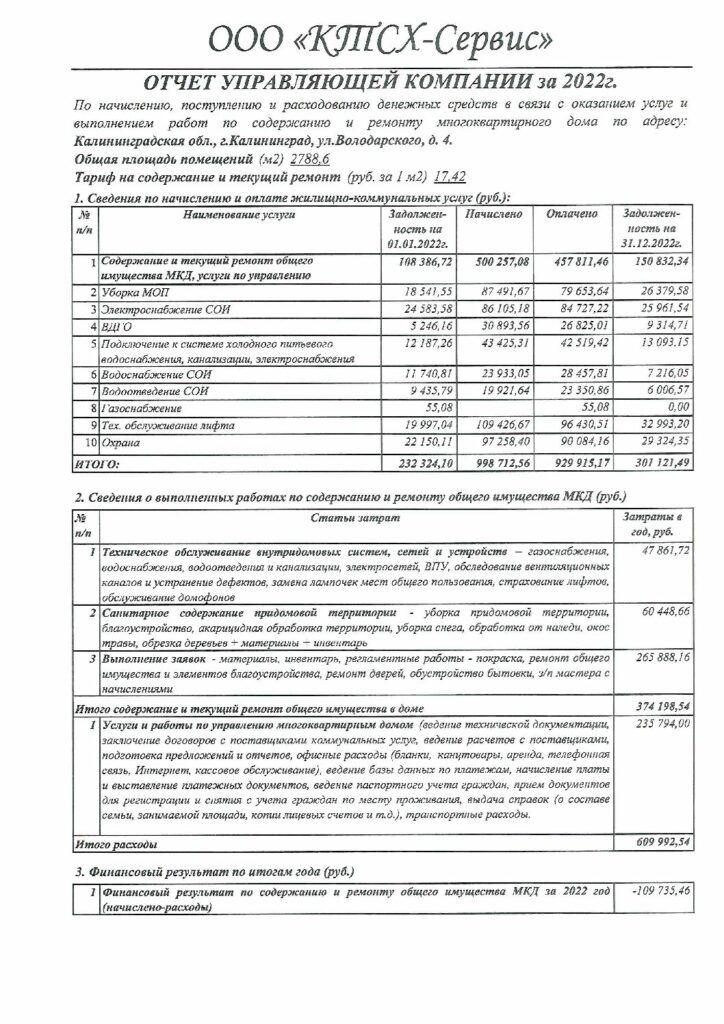 ООО «КТСХ-Сервис»
ОТЧЕТ УПРАВЛЯЮЩЕЙ КОМПАНИИ за 2022г.
По начислению, поступлению и расходованию денежных средств в связи с оказанием услуг и
выполнением работ по содержанию и ремонту многоквартирного дома по адресу:
Калининградская обл., г.Калининград, ул.Володарского, д. 4.
Общая площадь помещений (м2) 2788,6
Тариф на содержание и текущий ремонт (руб. за 1 м2) 17,42
1. Сведения по начислению и оплате жилищно-коммунальных услуг (руб.):
№ Наименование услуги Задолжен- Начислено Оплачено Задолжен-
п/п ность на ность на
01.01.2022г. 31.12.2022г.
1 Содержание и текущий ремонт общего 108 386,72 500 257,08 457 811,46 150 832,34
имущества МКД, услуги по управлению
2 Уборка МОП 18 541,55 87 491,67 79 653,64 26 379,58
3 Электроснабжение СОИ 24 583,58 86 105,18 84 727,22 25 961,54
4 ВДГО 5 246,16 30 893,56 26 825,01 9 314,71
5 Подключение к системе холодного питьевого 12 187,26 43 425,31 42 519,42 13 093,15
водоснабжения, канализации, электроснабжения
6 Водоснабжение СОИ 11 740,81 23 933,05 28 457,81 7 216,05
7 Водоотведение СОИ 9 435,79 19 921,64 23 350,86 6 006,57
8 Газоснабжение 55,08 55,08 0,00
9 Тех. обслуживание лифта 19 997,04 109 426,67 96 430,51 32 993,20
10 Охрана 22 150,11 97 258,40 90 084,16 29 324,35
ИТОГО: 232 324,10 998 712,56 929 915,17 301 121,49
2. Сведения о выполненных работах по содержанию и ремонту общего имущества МКД (руб.)
№ Статьи затрат Затраты в
п/п год, руб.
1 Техническое обслуживание внутридомовых систем, сетей и устройств – газоснабжения, 47 861,72
водоснабжения, водоотведения и канализации, электросетей, ВПУ, обследование вентиляционных
каналов и устранение дефектов, замена лампочек мест общего пользования, страхование лифтов,
обслуживание домофонов
2 Санитарное содержание придомовой территории - уборка придомовой территории, 60 448,66
благоустройство, акарицидная обработка территории, уборка снега, обработка от наледи, окос
травы, обрезка деревьев + материалы + инвентарь
3 Выполнение заявок - материалы, инвентарь, регламентные работы - покраска, ремонт общего 265 888,16
имущества и элементов благоустройства, ремонт дверей, обустройство бытовки, з/п мастера с
начислениями
Итого содержание и текущий ремонт общего имущества в доме 374 198,54
1 Услуги и работы по управлению многоквартирным домом (ведение технической документации, 235 794,00
заключение договоров с поставщиками коммунальных услуг, ведение расчетов с поставщиками,
подготовка предложений и отчетов, офисные расходы (бланки, канцтовары, аренда, телефонная
связь, Интернет, кассовое обслуживание), ведение базы данных по платежам, начисление платы
и выставление платежных документов, ведение паспортного учета граждан, прием документов
для регистрации и снятия с учета граждан по месту проживания, выдача справок (о составе
семьи, занимаемой площади, копии лицевых счетов и т.д.), транспортные расходы.
Итого расходы 609 992,54
3. Финансовый результат по итогам года (руб.)
1 Финансовый результат по содержанию и ремонту общего имущества МКД за 2022 год -109 735,46
(начислено-расходы)